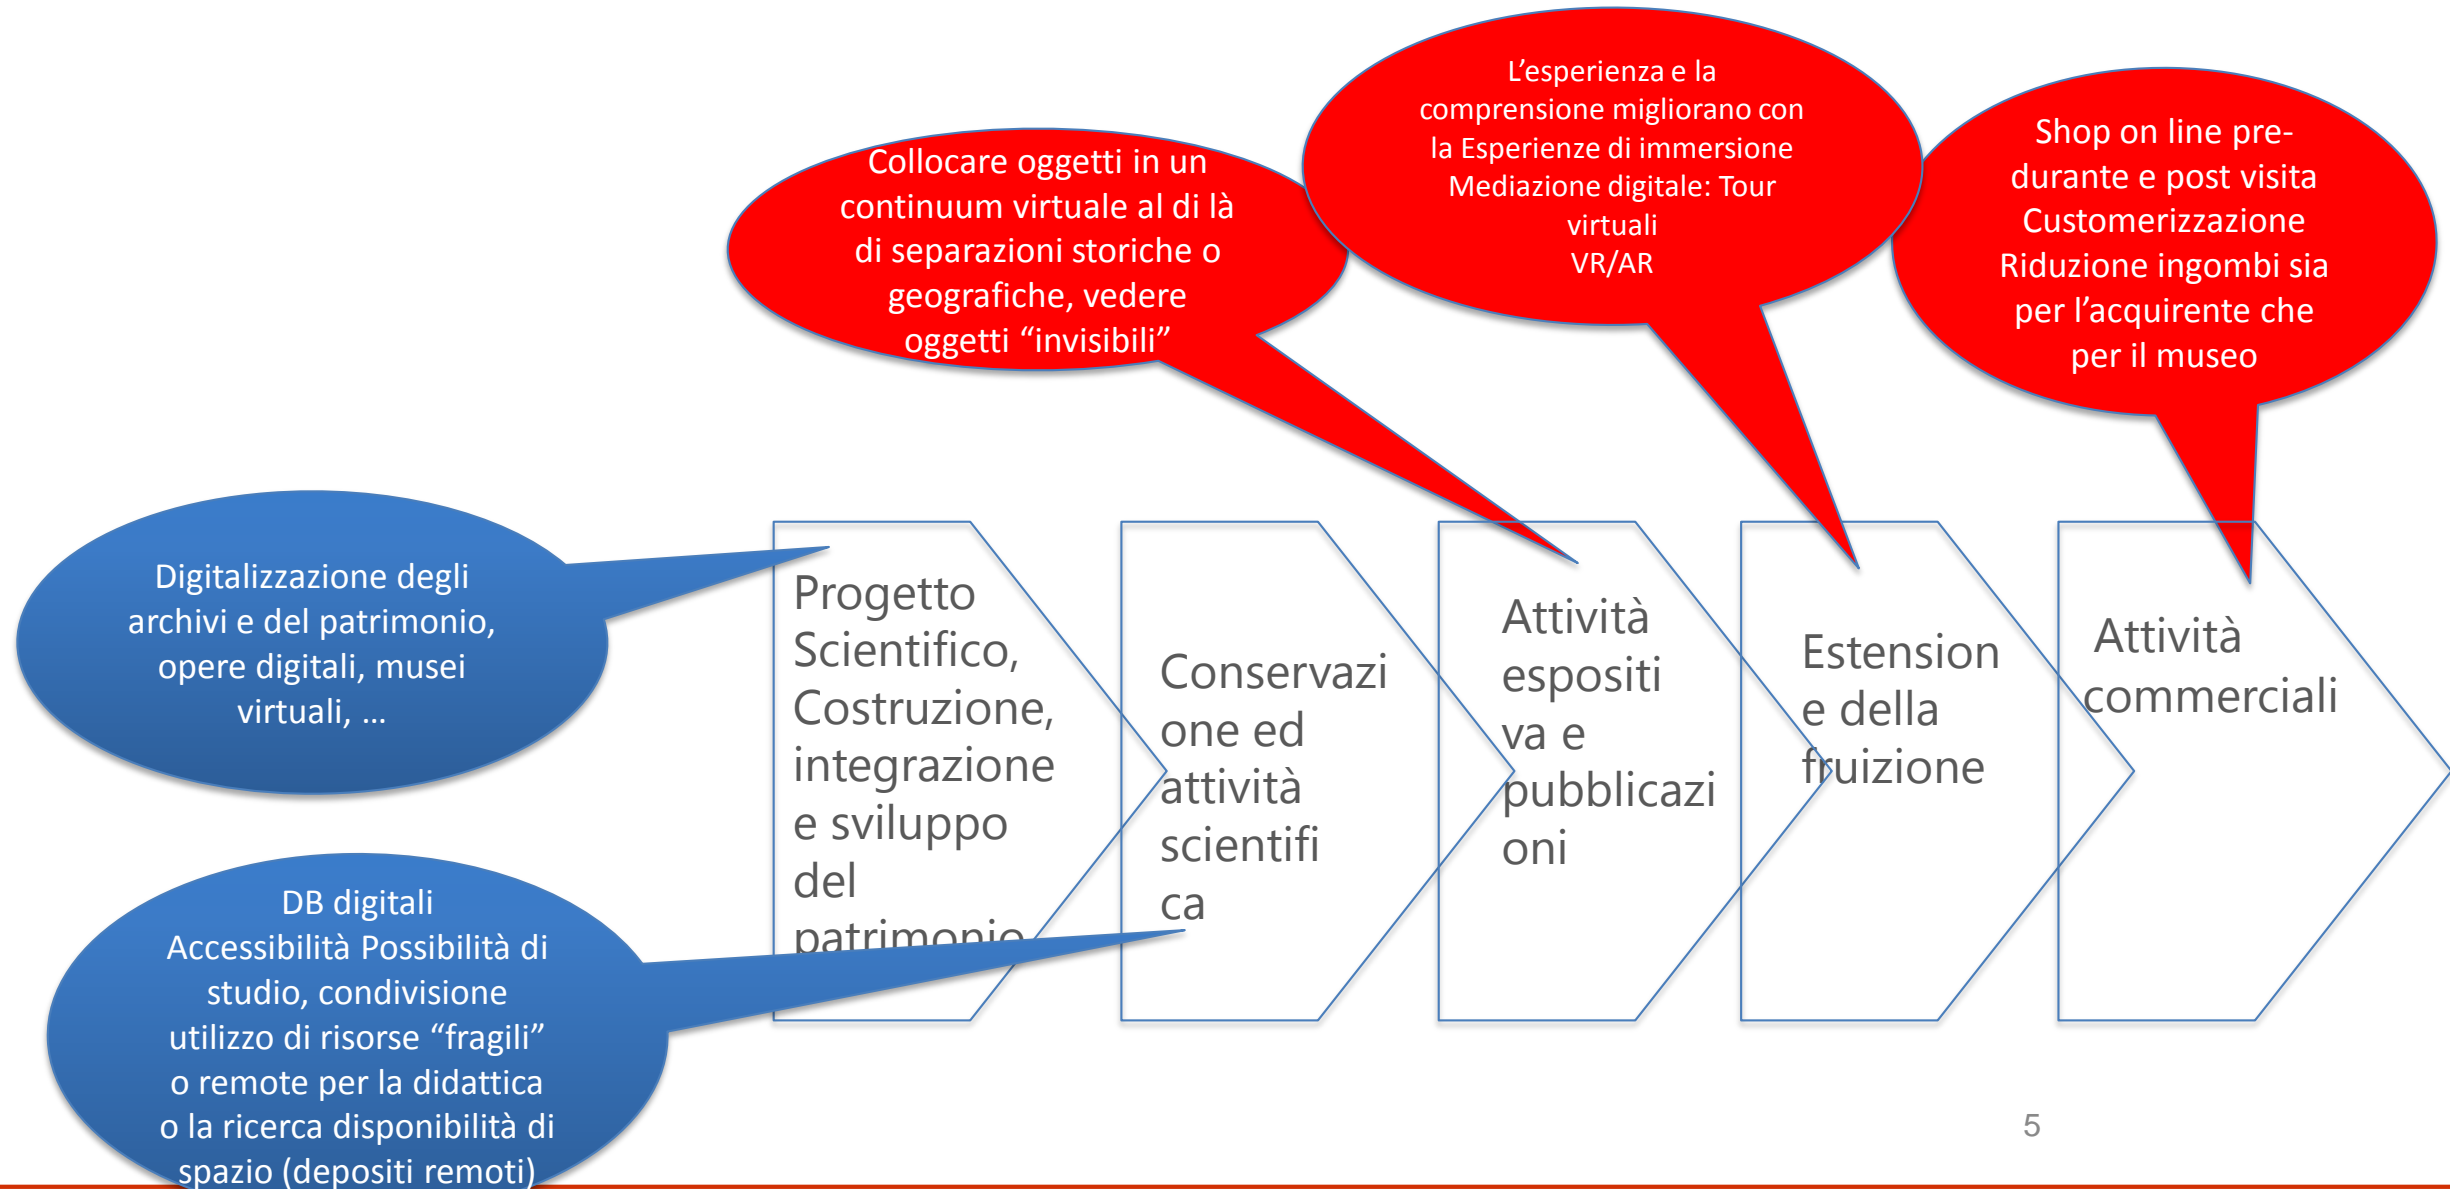 L’esperienza e la
comprensione migliorano con
la Esperienze di immersione
Mediazione digitale: Tour
virtuali
VR/AR
Shop on line pre-
durante e post visita
Customerizzazione
Riduzione ingombi sia
per l’acquirente che
per il museo
Collocare oggetti in un
continuum virtuale al di là
di separazioni storiche o
geografiche, vedere
oggetti “invisibili”
Digitalizzazione degli
archivi e del patrimonio,
opere digitali, musei
virtuali, ...
Progetto
Scientifico,
Costruzione,
integrazione
e sviluppo
del
patrimonio
Conservazi
one ed
attività
scientifi
ca
Attività
espositi
va e
pubblicazi
oni
Estension
e della
fruizione
Attività
commerciali
DB digitali
Accessibilità Possibilità di
studio, condivisione
utilizzo di risorse “fragili”
o remote per la didattica
o la ricerca disponibilità di
spazio (depositi remoti)
5